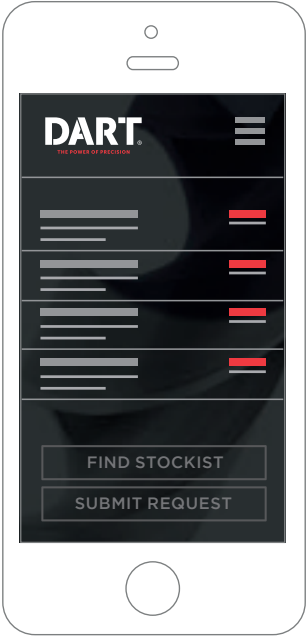 DART®
THE POWER OF PRECISION
FIND STOCKIST
SUBMIT REQUEST